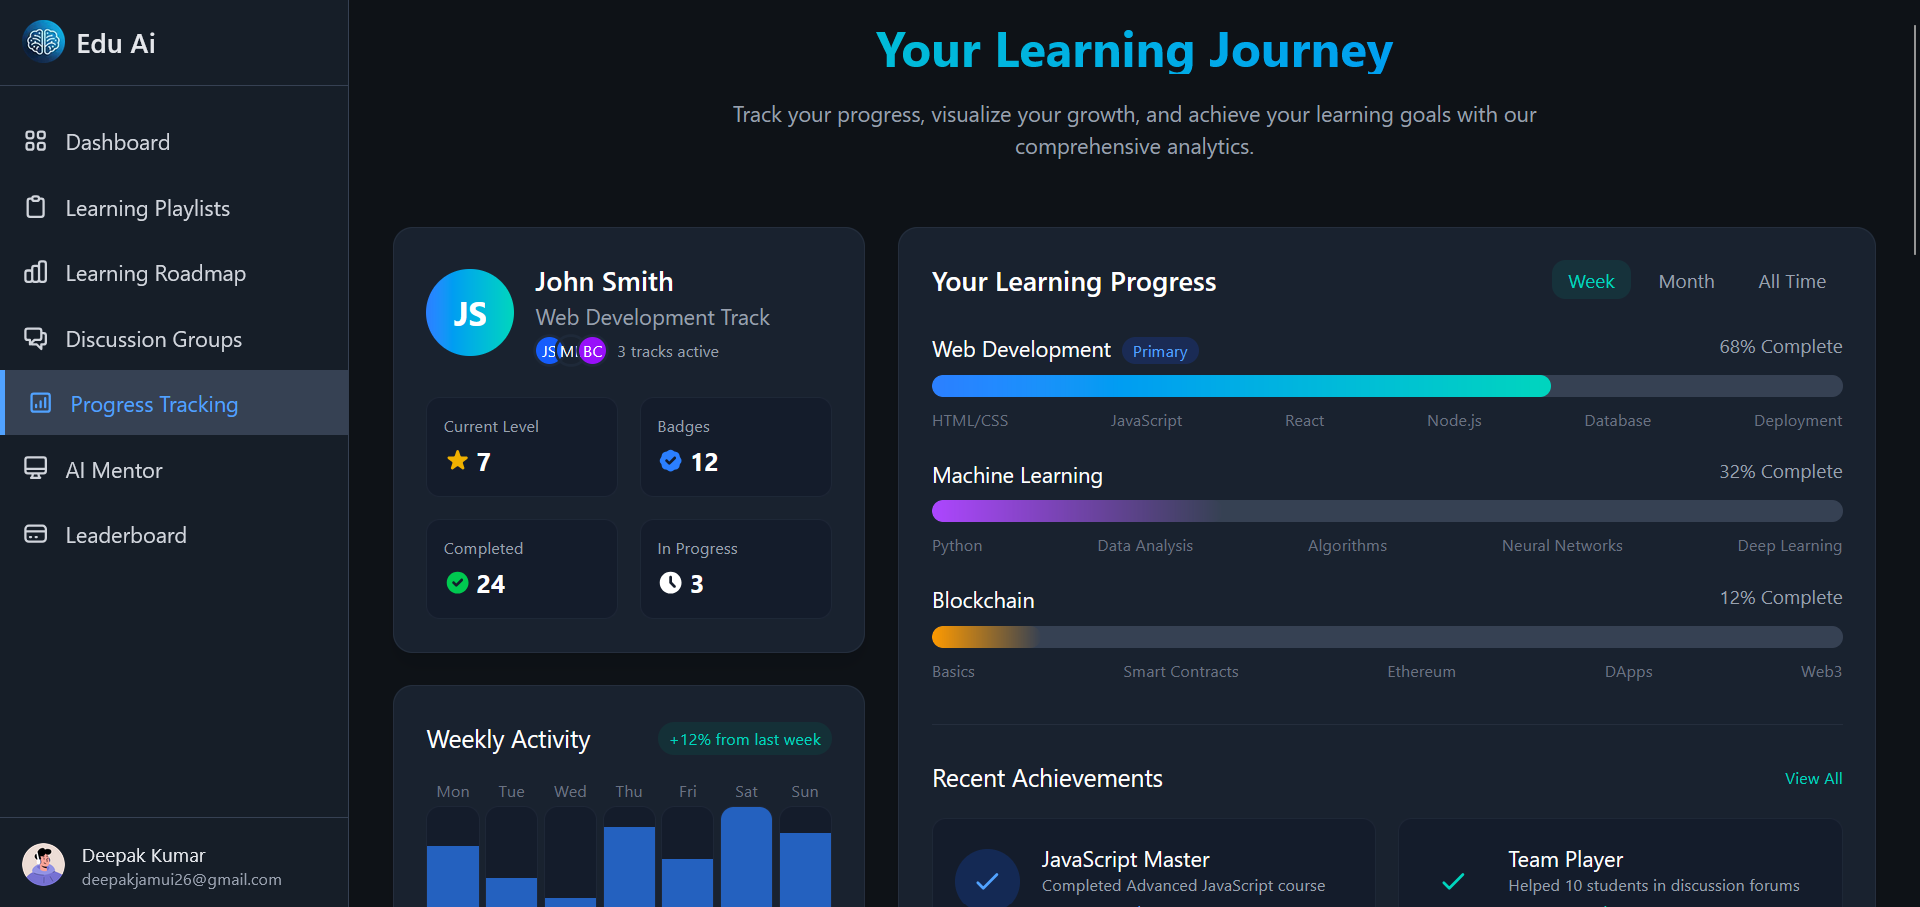 Edu Ai
Dashboard
Learning Playlists
Learning Roadmap
Discussion Groups
Progress Tracking
AI Mentor
Leaderboard
Deepak Kumar
deepakjamui26@gmail.com
Your Learning Journey
Track your progress, visualize your growth, and achieve your learning goals with our
comprehensive analytics.
JS
John Smith
Web Development Track
JS
BC
3 tracks active
Current Level
7
Badges
12
Completed
24
In Progress
3
Weekly Activity
+12% from last week
Mon Tue Wed Thu Fri Sat Sun
Your Learning Progress
Week Month All Time
Web Development Primary 68% Complete
HTML/CSS JavaScript React Node.js Database Deployment
Machine Learning 32% Complete
Python Data Analysis Algorithms Neural Networks Deep Learning
Blockchain 12% Complete
Basics Smart Contracts Ethereum DApps Web3
Recent Achievements View All
JavaScript Master
Completed Advanced JavaScript course
Team Player
Helped 10 students in discussion forums